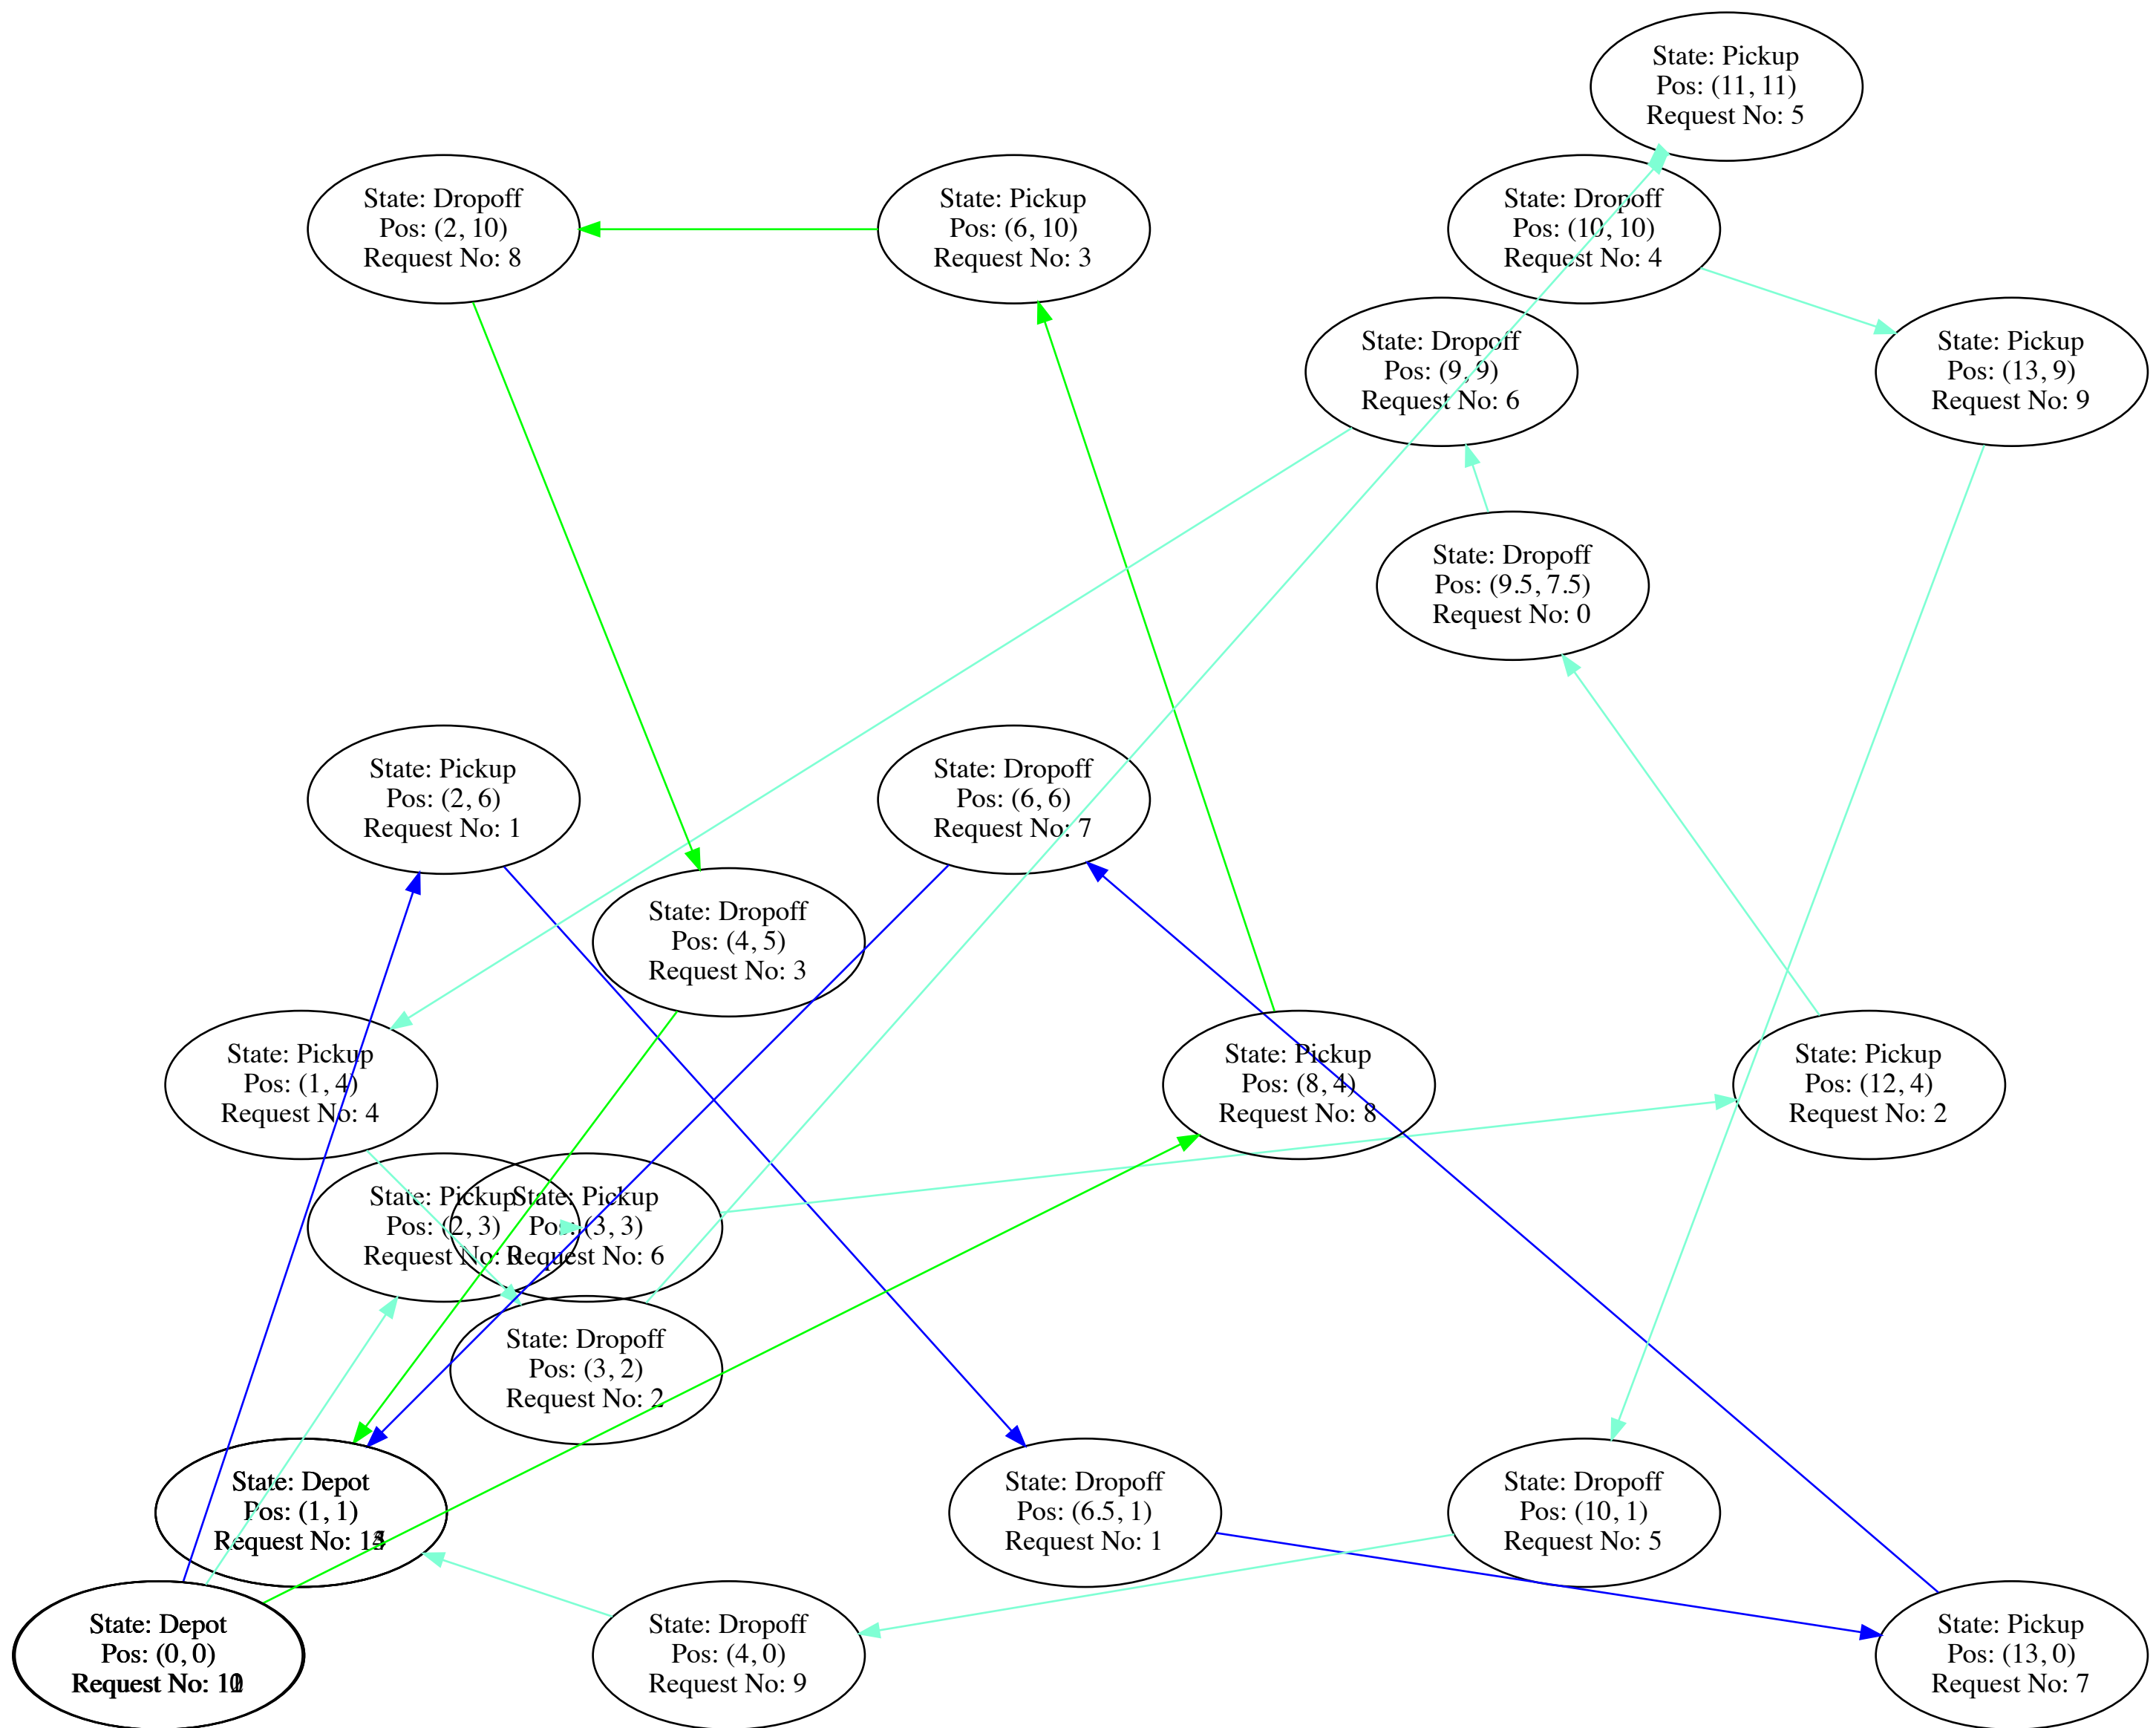 State: Pickup
Pos: (11, 11)
Request No: 5
State: Dropoff
Pos: (2, 10)
Request No: 8
State: Pickup
Pos: (6, 10)
Request No: 3
State: Dropoff
Pos: (10, 10)
Request No: 4
State: Dropoff
Pos: (9, 9)
Request No: 6
State: Pickup
Pos: (13, 9)
Request No: 9
State: Dropoff
Pos: (9.5, 7.5)
Request No: 0
State: Pickup
Pos: (2, 6)
Request No: 1
State: Dropoff
Pos: (6, 6)
Request No: 7
State: Dropoff
Pos: (4, 5)
Request No: 3
State: Pickup
Pos: (1, 4)
Request No: 4
State: Pickup
Pos: (8, 4)
Request No: 8
State: Pickup
Pos: (12, 4)
Request No: 2
State: Pickup
Pos: (2, 3)
Request No:
State: Pickup
Pos: (3, 3)
Request No: 6
State: Dropoff
Pos: (3, 2)
Request No: 2
State: Depot
Pos: (1, 1)
Request No:
State: Dropoff
Pos: (6.5, 1)
Request No: 1
State: Dropoff
Pos: (10, 1)
Request No: 5
State: Depot
Pos: (0, 0)
Request No:
State: Dropoff
Pos: (4, 0)
Request No: 9
State: Pickup
Pos: (13, 0)
Request No: 7